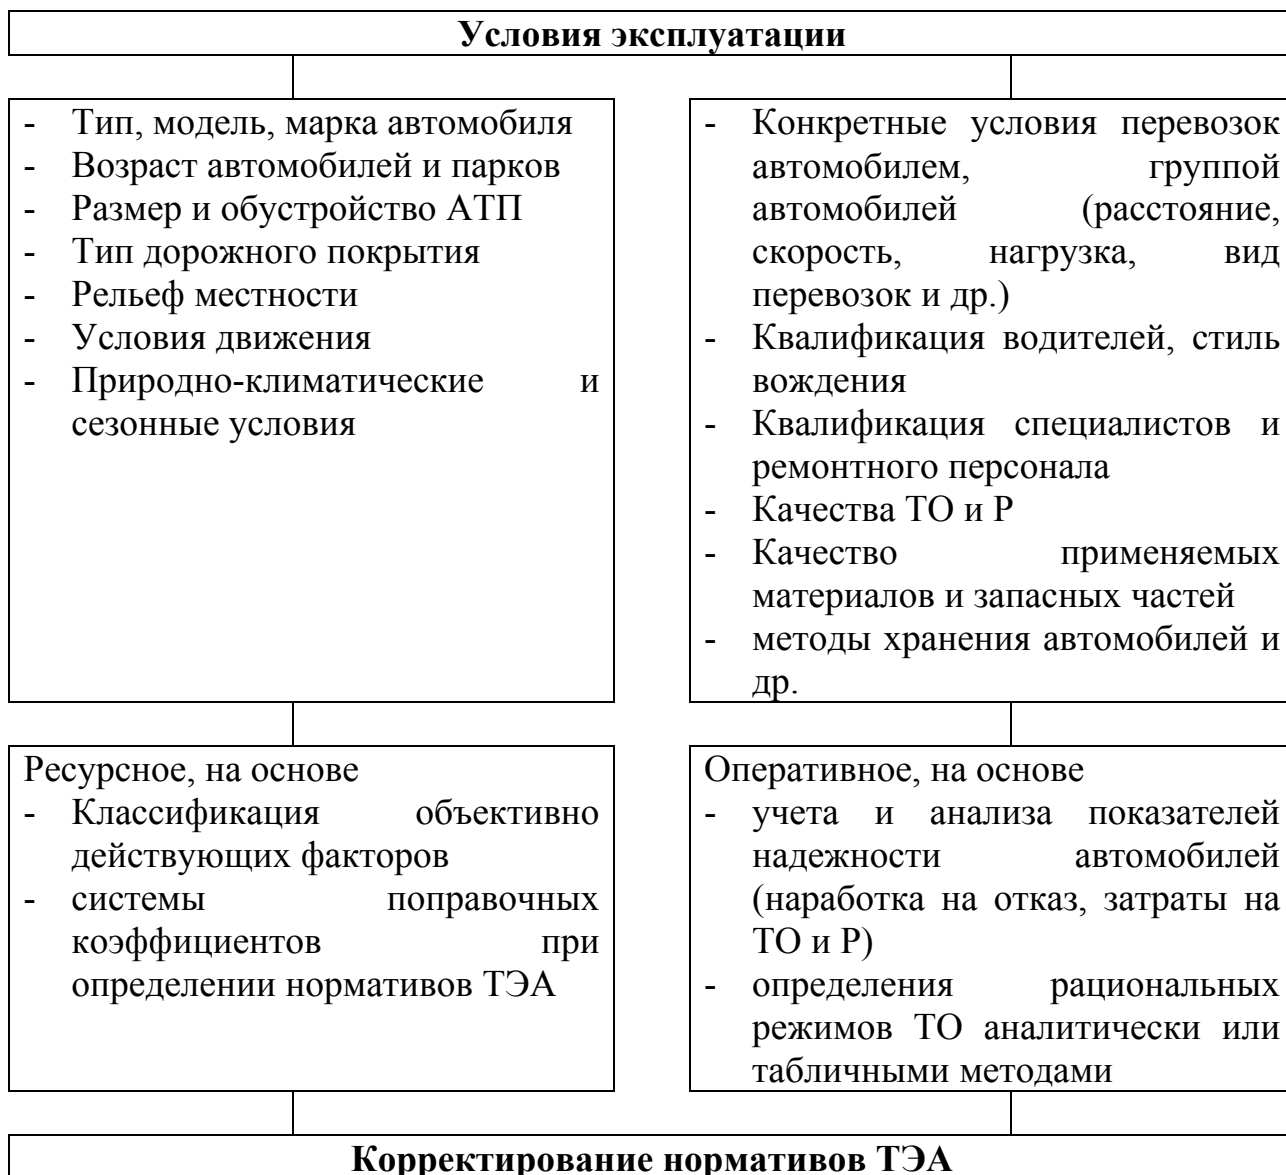 Условия эксплуатации
- Тип, модель, марка автомобиля
- Возраст автомобилей и парков
- Размер и обустройство АТП
- Тип дорожного покрытия
- Рельеф местности
- Условия движения
- Природно-климатические и
сезонные условия
- Конкретные условия перевозок
автомобилем, группой
автомобилей (расстояние,
скорость, нагрузка, вид
перевозок и др.)
- Квалификация водителей, стиль
вождения
- Квалификация специалистов и
ремонтного персонала
- Качества ТО и Р
- Качество применяемых
материалов и запасных частей
- методы хранения автомобилей и
др.
Ресурсное, на основе
- Классификация объективно
действующих факторов
- системы поправочных
коэффициентов при
определении нормативов ТЭА
Оперативное, на основе
- учета и анализа показателей
надежности автомобилей
(наработка на отказ, затраты на
ТО и Р)
- определения рациональных
режимов ТО аналитически или
табличными методами
Корректирование нормативов ТЭА